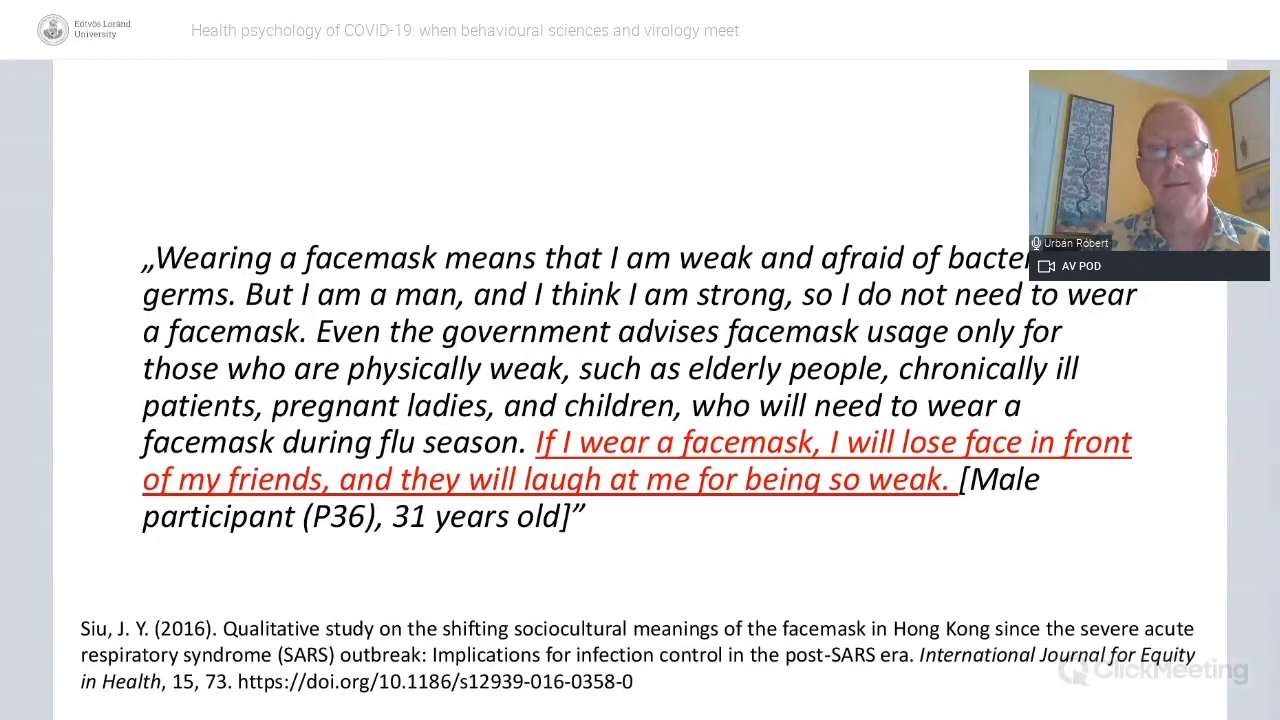 Eötvös Loránd
University
Health psychology of COVID-19: when behavioural sciences and virology meet
Urbán Róbert
AV POD
„Wearing a facemask means that I am weak and afraid of
germs. But I am a man, and I think I am strong, so I do not need to wear
a facemask. Even the government advises facemask usage only for
those who are physically weak, such as elderly people, chronically ill
patients, pregnant ladies, and children, who will need to wear a
facemask during flu season. If I wear a facemask, I will lose face in front
of my friends, and they will laugh at me for being so weak. [Male
participant (P36), 31 years old]”
Siu, J. Y. (2016). Qualitative study on the shifting sociocultural meanings of the facemask in Hong Kong since the severe acute
respiratory syndrome (SARS) outbreak: Implications for infection control in the post-SARS era. International Journal for Equity
in Health, 15, 73. https://doi.org/10.1186/s12939-016-0358-0
ClickMeeting